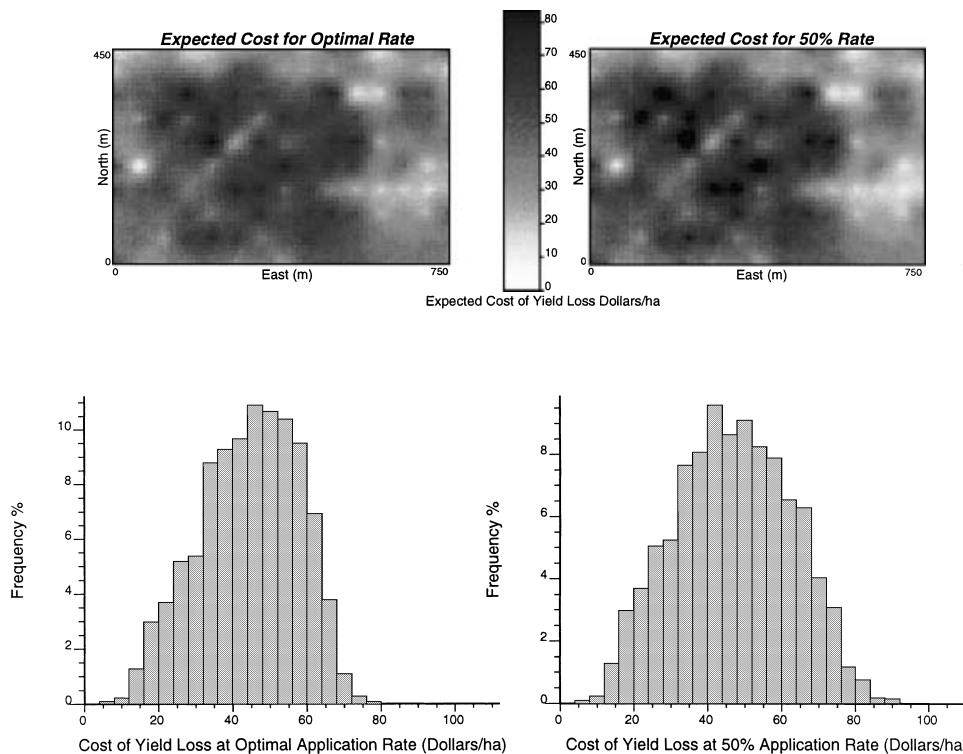 Expected Cost for Optimal Rate
450
North (m)
0
0
East (m)
750
80
70
60
50
40
30
20
10
0
Expected Cost of Yield Loss Dollars/ha
Expected Cost for 50% Rate
450
North (m)
0
0
East (m)
750
Frequency %
10
8
6
4
2
0
0 20 40 60 80 100
Cost of Yield Loss at Optimal Application Rate (Dollars/ha
Frequency %
8
6
4
2
0
0 20 40 60 80 100
Cost of Yield Loss at 50% Application Rate (Dollars/ha